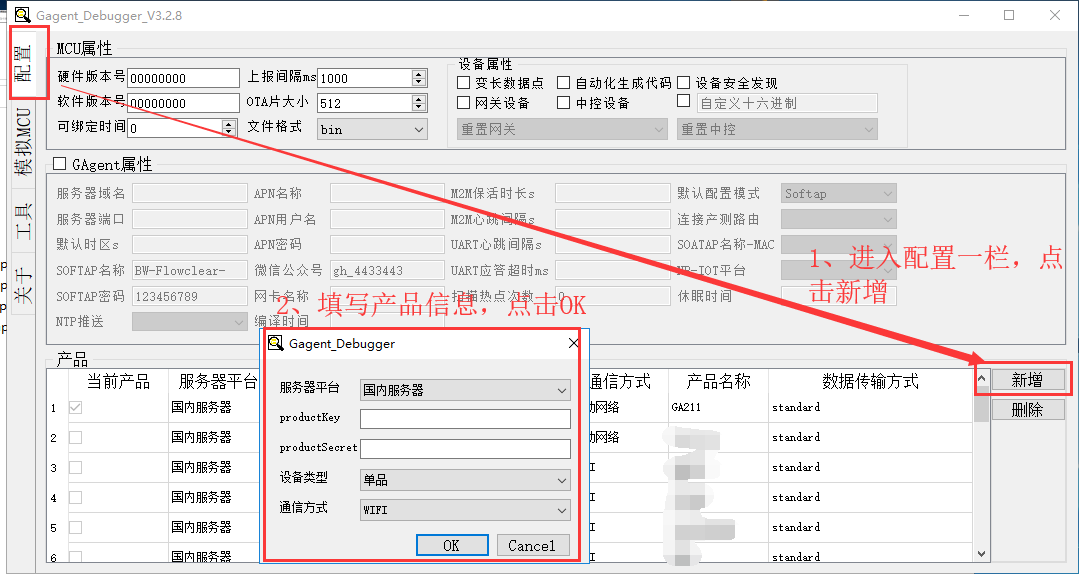 Gagent_Debugger_V3.2.8
配置
模拟MCU
工具
关于
MCU属性
硬件版本号 00000000 上报间隔ms 1000
软件版本号 00000000 OTA片大小 512
可绑定时间 0 文件格式 bin
设备属性
变长数据点 自动化生成代码 设备安全发现
网关设备 中控设备 自定义十六进制
重置网关 重置中控
GAgent属性
服务器域名 APN名称 M2M保活时长s 默认配置模式 Softap
服务器端口 APN用户名 M2M心跳间隔s 连接产测路由
默认时区s APN密码 UART心跳间隔s SOATAP名称-MAC
SOFTAP名称 BW-Flowclear- 微信公众号 gh_4433443 UART应答超时ms NB-IOT平台
SOFTAP密码 123456789 网卡名称 扫描热点次数 0 休眠时间
NTP推送 编译时间
1、进入配置一栏，点
击新增
2、填写产品信息，点击OK
产品
当前产品 服务器平台 通信方式 产品名称 数据传输方式
1 国内服务器 动网络 GA211 standard
2 国内服务器 动网络 standard
3 国内服务器 I standard
4 国内服务器 I standard
5 国内服务器 I standard
6 国内服务器 I standard
新增
删除
Gagent_Debugger
服务器平台 国内服务器
productKey
productSecret
设备类型 单品
通信方式 WIFI
OK Cancel